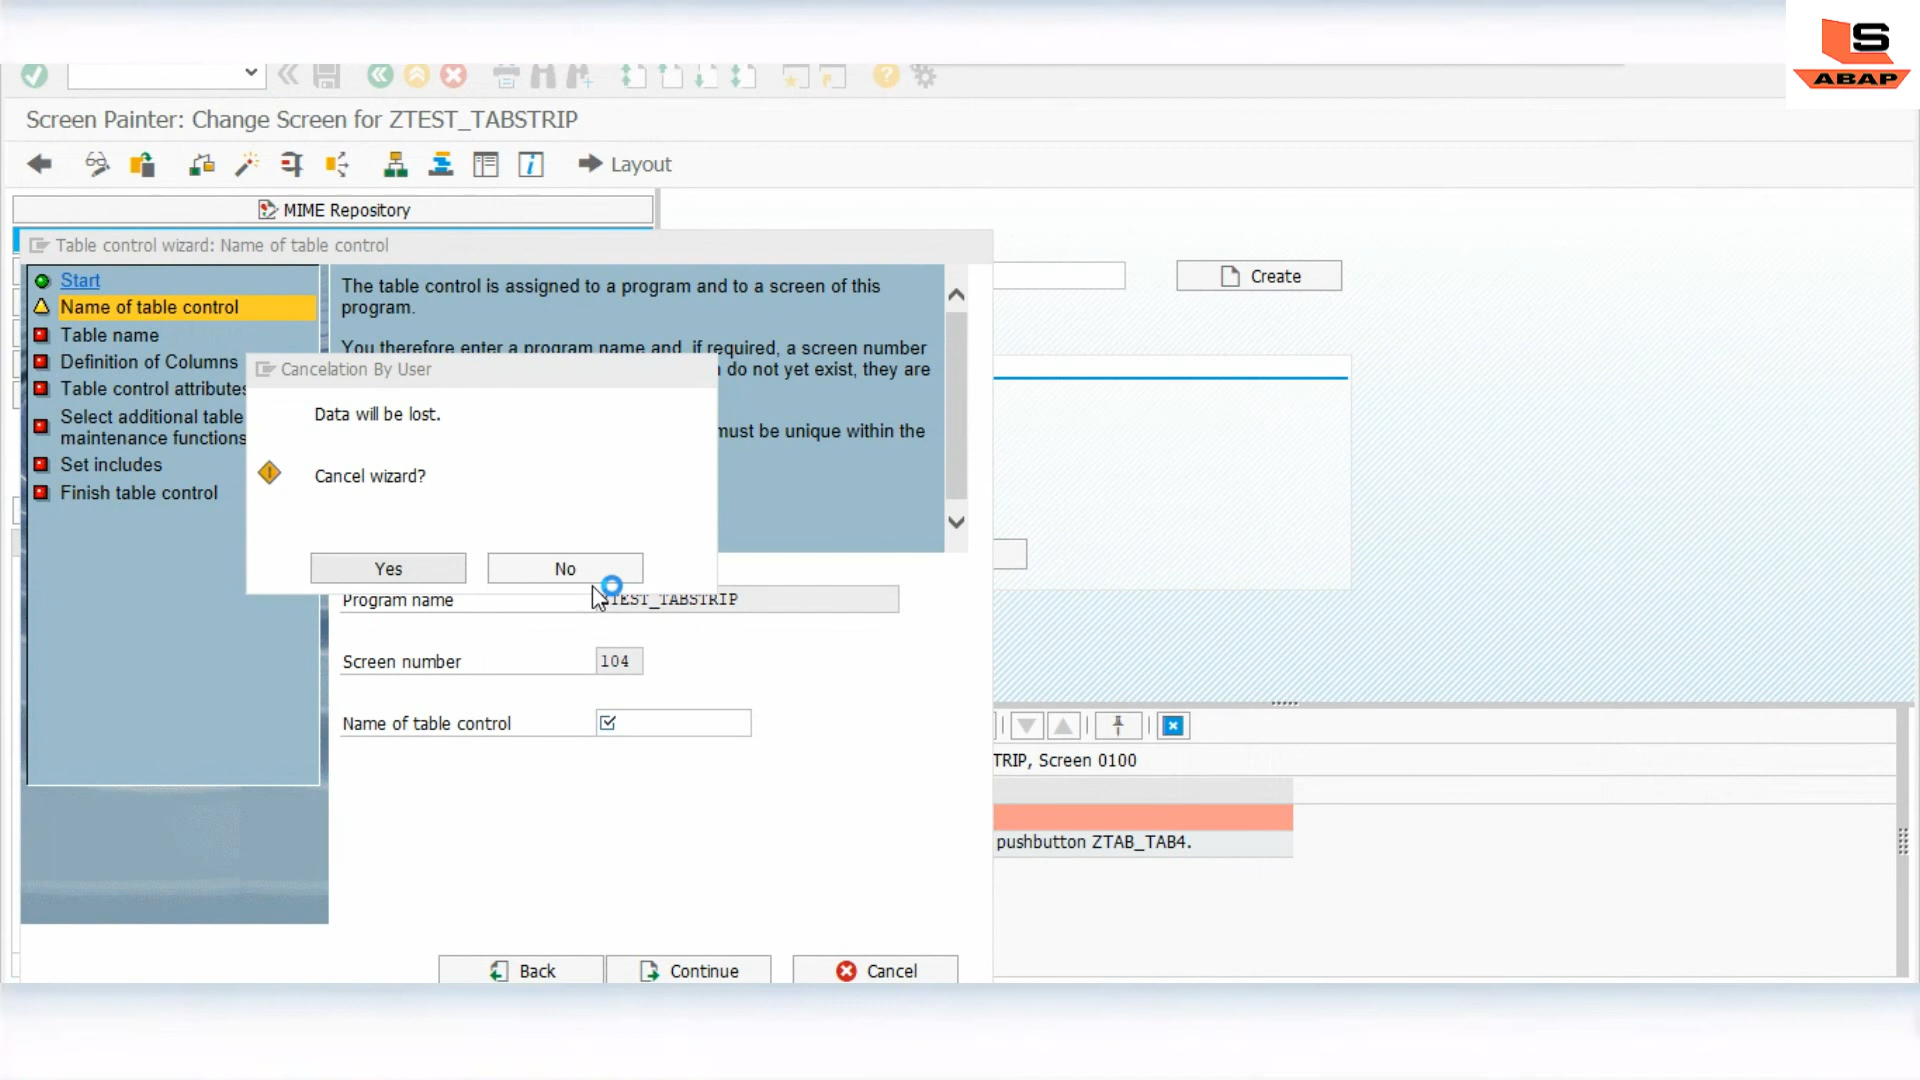 LS
ABAP
Screen Painter: Change Screen for ZTEST_TABSTRIP
Layout
MIME Repository
Table control wizard: Name of table control
Start
Name of table control
Table name
Definition of Columns
Table control attributes
Select additional table
maintenance functions
Set includes
Finish table control
The table control is assigned to a program and to a screen of this
program.
You therefore enter a program name and, if required, a screen number
do not yet exist, they are
must be unique within the
Create
Cancelation By User
Data will be lost.
Cancel wizard?
Yes
No
Program name
TEST_TABSTRIP
Screen number
104
Name of table control
Back
Continue
Cancel
TRIP, Screen 0100
pushbutton ZTAB_TAB4.